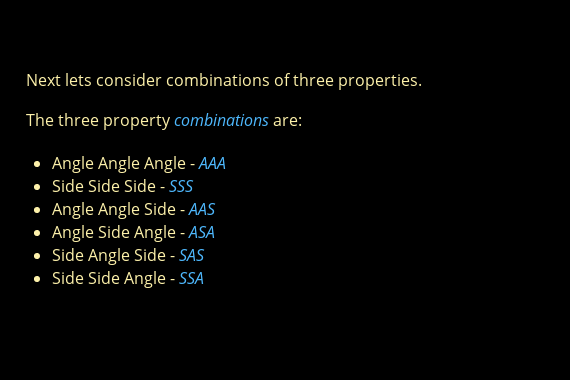 Next lets consider combinations of three properties.
The three property combinations are:
• Angle Angle Angle - AAA
• Side Side Side - SSS
• Angle Angle Side - AAS
• Angle Side Angle - ASA
• Side Angle Side - SAS
• Side Side Angle - SSA